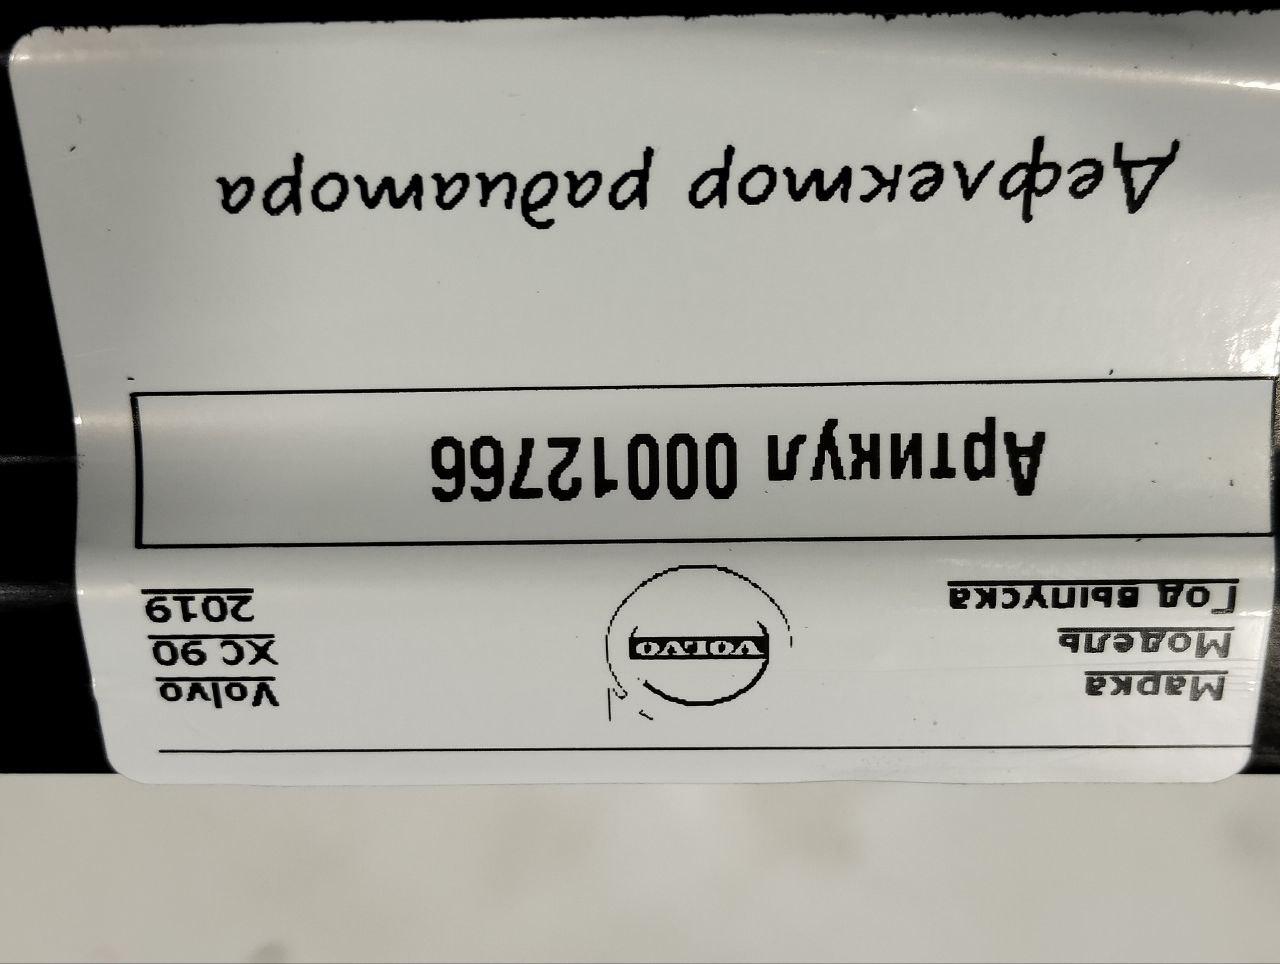 Марка Volvo
Модель XC 90
Год выпуска 2019
VOLVO
Артикул 00012766
Дефлектор радиатора